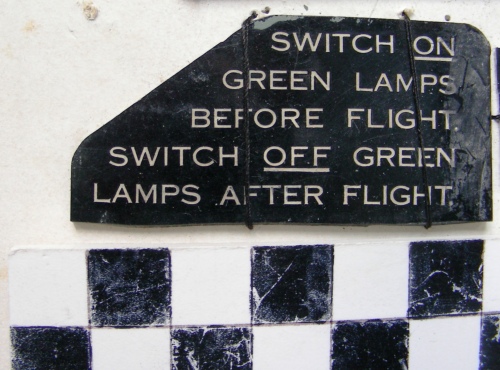 SWITCH ON
GREEN LAMPS
BEFORE FLIGHT
SWITCH OFF GREEN
LAMPS AFTER FLIGHT